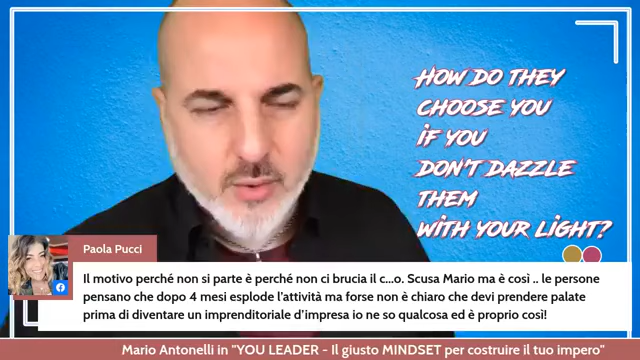 HOW DO THEY
CHOOSE YOU
IF YOU
DON'T DAZZLE
THEM
WITH YOUR LIGHT?
Paola Pucci
Il motivo perché non si parte è perché non ci brucia il c...o. Scusa Mario ma è così .. le persone
pensano che dopo 4 mesi esplode l'attività ma forse non è chiaro che devi prendere palate
prima di diventare un imprenditoriale d'impresa io ne so qualcosa ed è proprio così!
Mario Antonelli in "YOU LEADER - Il giusto MINDSET per costruire il tuo impero"